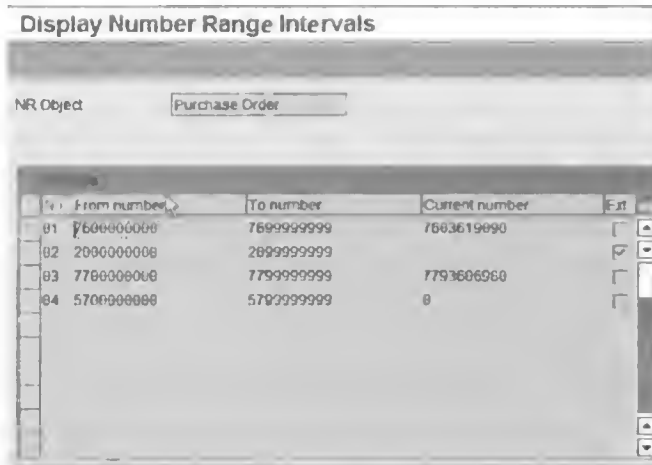 Display Number Range Intervals
NR Object Purchase Order
From number To number Current number Ext
01 7600000000 7699999999 7603619090
02 2000000000 2099999999
03 7700000000 7799999999 7793606960
04 5700000000 5799999999 0